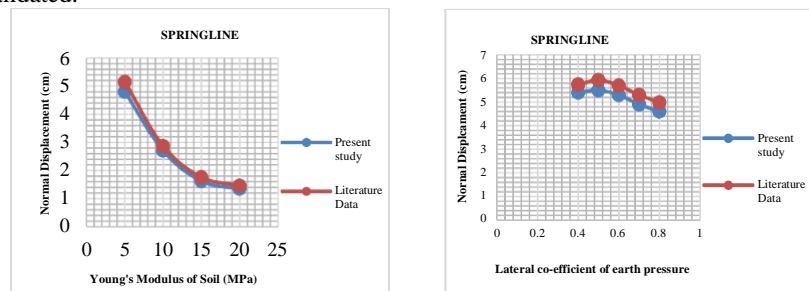 SPRINGLINE
6
5
4
3
2
1
0
0 5 10 15 20 25
Normal Displacement (cm)
Young's Modulus of Soil (MPa)
Present
study
Literature
Data
SPRINGLINE
7
6
5
4
3
2
1
0
0 0.2 0.4 0.6 0.8 1
Normal Displcament (cm)
Lateral co-efficient of earth pressure
Present
study
Literature
Data